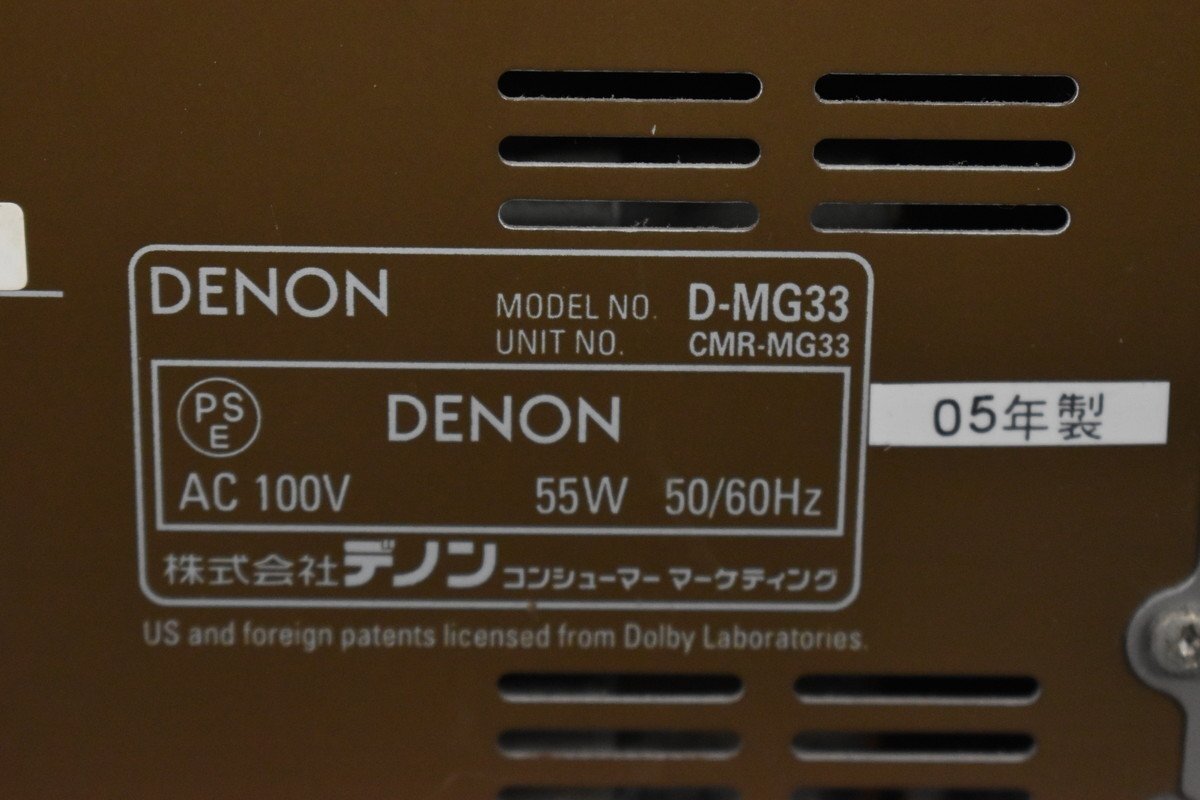 DENON MODEL NO. D-MG33
UNIT NO. CMR-MG33
PSE DENON
AC 100V 55W 50/60Hz
株式会社デノン コンシューマー マーケティング
05年製
US and foreign patents licensed from Dolby Laboratories.